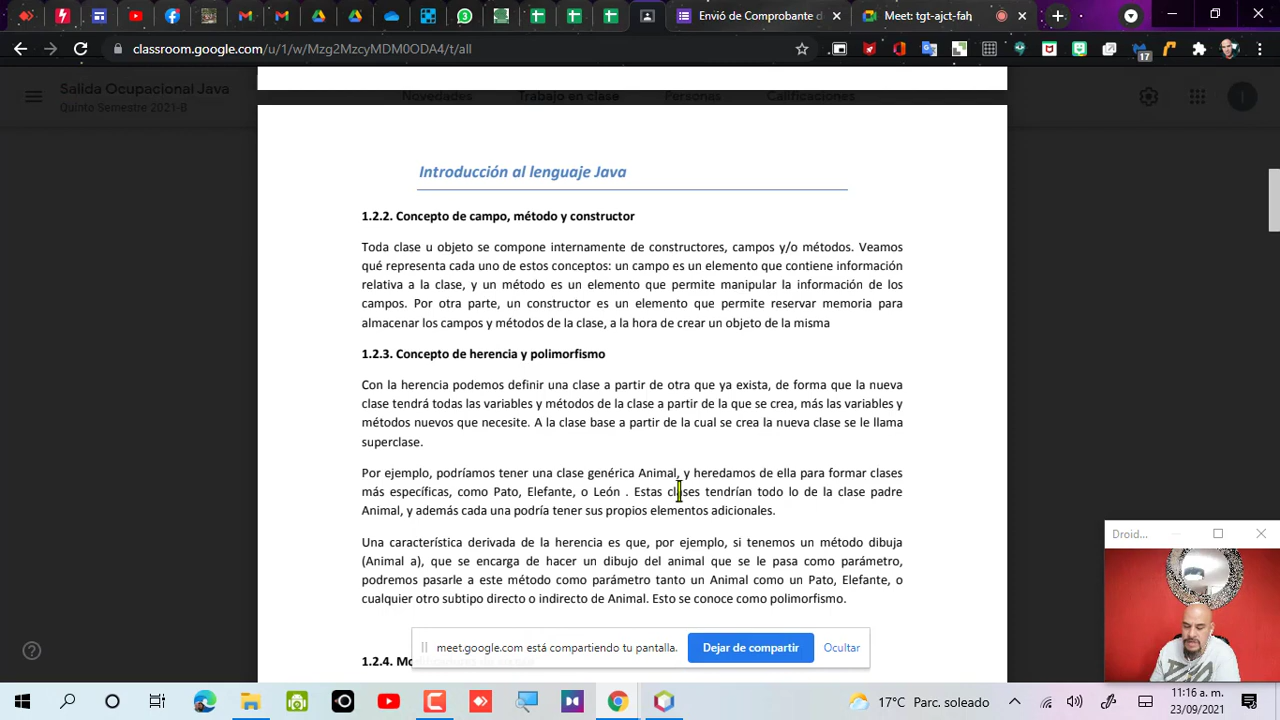 Envió de Comprobante d
Meet: tgt-ajct-fah
classroom.google.com/u/1/w/Mzg2MzcyMDM0ODA4/t/all
17
Salida Ocupacional Java
Quinto Semestre 2021-B
Novedades
Trabajo en clase
Personas
Calificaciones
Introducción al lenguaje Java
1.2.2. Concepto de campo, método y constructor
Toda clase u objeto se compone internamente de constructores, campos y/o métodos. Veamos
qué representa cada uno de estos conceptos: un campo es un elemento que contiene información
relativa a la clase, y un método es un elemento que permite manipular la información de los
campos. Por otra parte, un constructor es un elemento que permite reservar memoria para
almacenar los campos y métodos de la clase, a la hora de crear un objeto de la misma
1.2.3. Concepto de herencia y polimorfismo
Con la herencia podemos definir una clase a partir de otra que ya exista, de forma que la nueva
clase tendrá todas las variables y métodos de la clase a partir de la que se crea, más las variables y
métodos nuevos que necesite. A la clase base a partir de la cual se crea la nueva clase se le llama
superclase.
Por ejemplo, podríamos tener una clase genérica Animal, y heredamos de ella para formar clases
más específicas, como Pato, Elefante, o León . Estas clases tendrían todo lo de la clase padre
Animal, y además cada una podría tener sus propios elementos adicionales.
Una característica derivada de la herencia es que, por ejemplo, si tenemos un método dibuja
(Animal a), que se encarga de hacer un dibujo del animal que se le pasa como parámetro,
podremos pasarle a este método como parámetro tanto un Animal como un Pato, Elefante, o
cualquier otro subtipo directo o indirecto de Animal. Esto se conoce como polimorfismo.
Droid...
meet.google.com está compartiendo tu pantalla.
Dejar de compartir
Ocultar
1.2.4.
17°C Parc. soleado
11:16 a. m.
23/09/2021